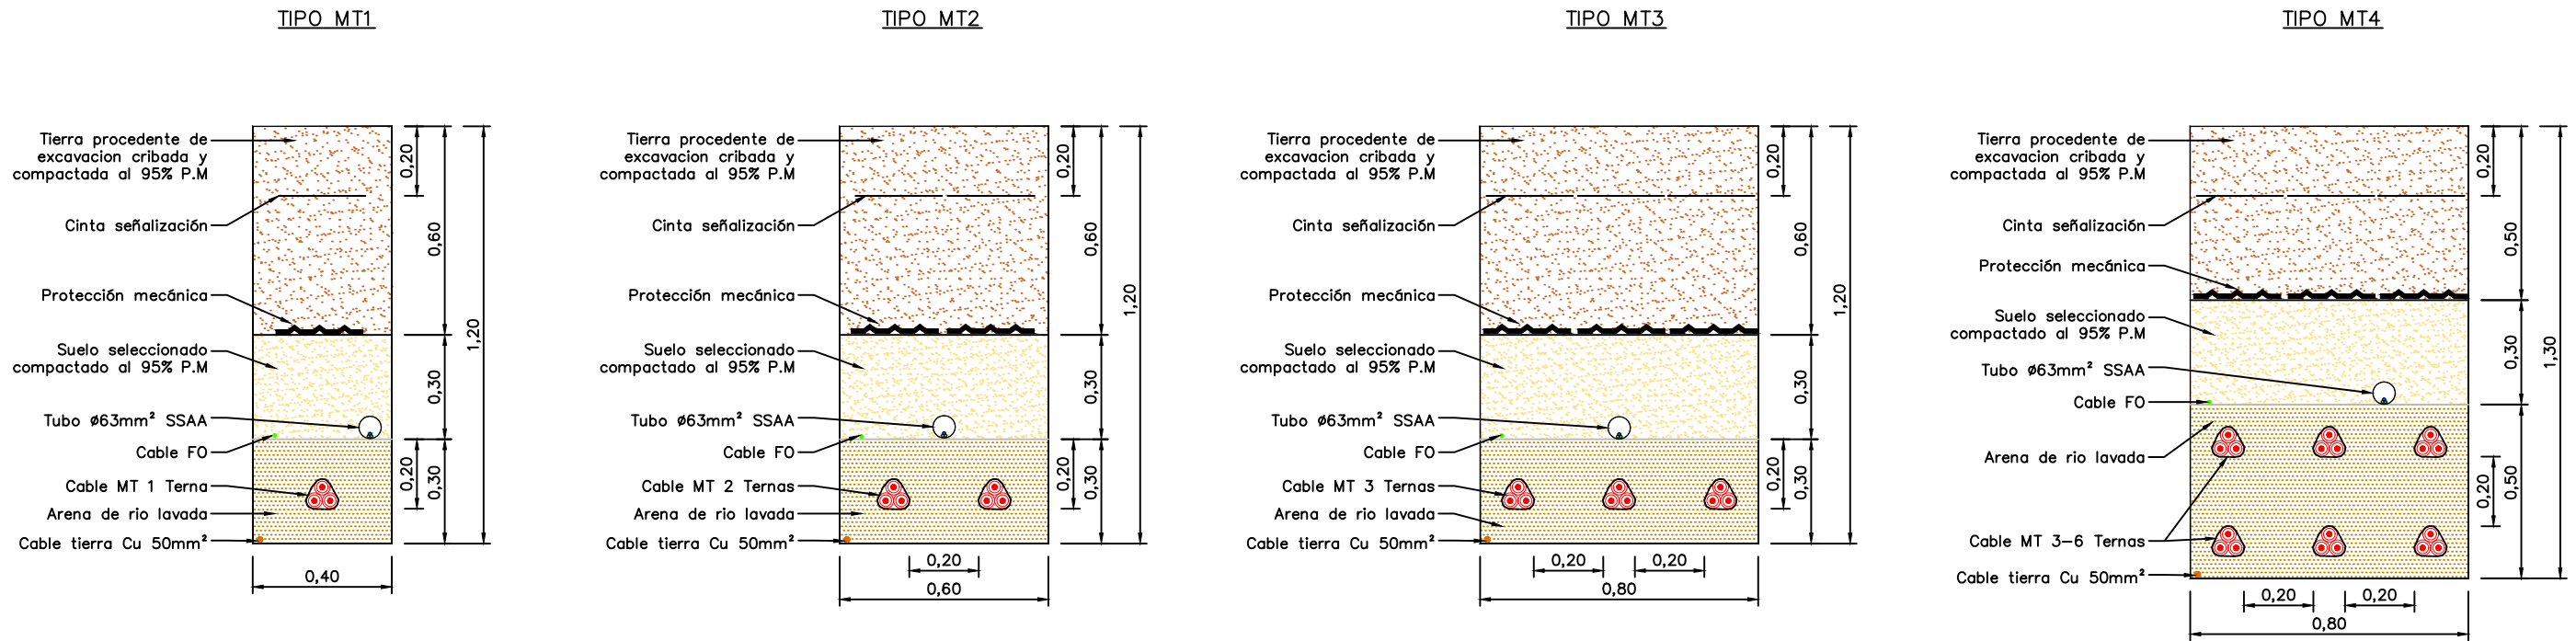 TIPO MT1
Tierra procedente de
excavacion cribada y
compactada al 95% P.M
Cinta señalización
Protección mecánica
Suelo seleccionado
compactado al 95% P.M
Tubo ø63mm² SSAA
Cable FO
Cable MT 1 Terna
Arena de rio lavada
Cable tierra Cu 50mm²
0,20
0,60
1,20
0,30
0,20
0,30
0,40
TIPO MT2
Tierra procedente de
excavacion cribada y
compactada al 95% P.M
Cinta señalización
Protección mecánica
Suelo seleccionado
compactado al 95% P.M
Tubo ø63mm² SSAA
Cable FO
Cable MT 2 Ternas
Arena de rio lavada
Cable tierra Cu 50mm²
0,20
0,60
1,20
0,30
0,20
0,30
0,20
0,60
TIPO MT3
Tierra procedente de
excavacion cribada y
compactada al 95% P.M
Cinta señalización
Protección mecánica
Suelo seleccionado
compactado al 95% P.M
Tubo ø63mm² SSAA
Cable FO
Cable MT 3 Ternas
Arena de rio lavada
Cable tierra Cu 50mm²
0,20
0,60
1,20
0,30
0,20
0,30
0,20
0,20
0,80
TIPO MT4
Tierra procedente de
excavacion cribada y
compactada al 95% P.M
Cinta señalización
Protección mecánica
Suelo seleccionado
compactado al 95% P.M
Tubo ø63mm² SSAA
Cable FO
Arena de rio lavada
Cable MT 3-6 Ternas
Cable tierra Cu 50mm²
0,20
0,50
0,30
1,30
0,20
0,50
0,20
0,20
0,80